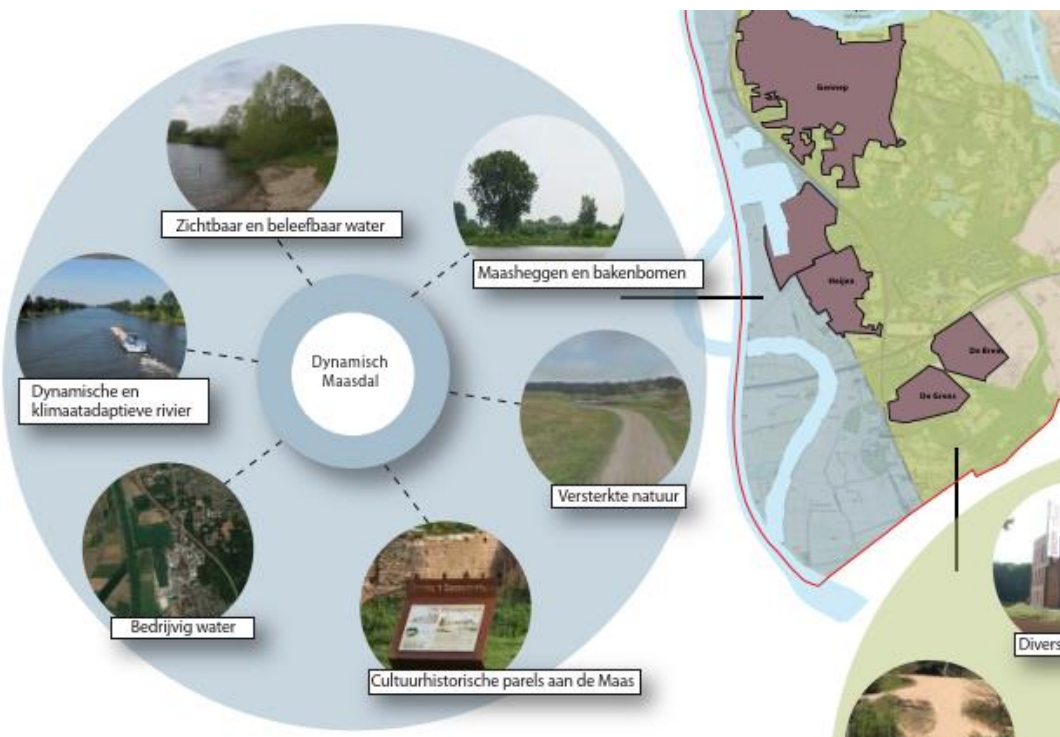 Zichtbaar en beleefbaar water
Maasheggen en bakenbomen
Dynamische en
klimaatadaptieve rivier
Dynamisch
Maasdal
Versterkte natuur
Bedrijvig water
Cultuurhistorische parels aan de Maas
Gennep
Heijen
De Brem
De Grens
Divers